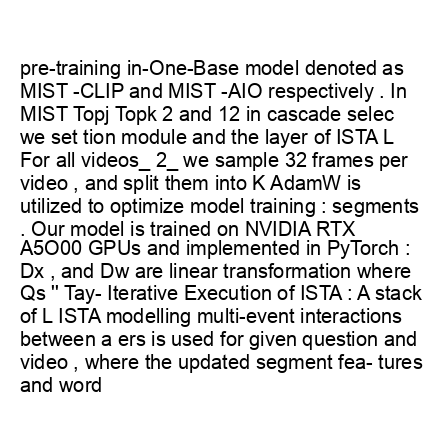 pre-training in-One-Base model denoted as
MIST -CLIP and MIST -AIO respectively . In
MIST Topj Topk 2 and 12 in cascade selec
we set tion module and the layer of ISTA L
For all videos_ 2_ we sample 32 frames per
video , and split them into K AdamW is
utilized to optimize model training : segments
. Our model is trained on NVIDIA RTX
A5O00 GPUs and implemented in PyTorch :
Dx , and Dw are linear transformation where
Qs " Tay- Iterative Execution of ISTA : A stack
of L ISTA modelling multi-event interactions
between a ers is used for given question and
video , where the updated segment fea- tures
and word